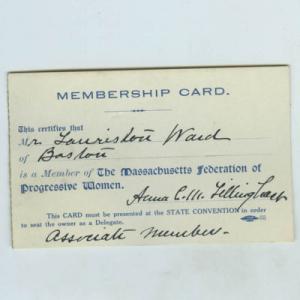 MEMBERSHIP CARD.
This certifies that
Mr. Lauriston Ward
of Boston
is a Member of The Massachusetts Federation of
Progressive Women.
Anna C. M. Tillinghast
This CARD must be presented at the STATE CONVENTION in order
to seat the owner as a Delegate.
Associate member.